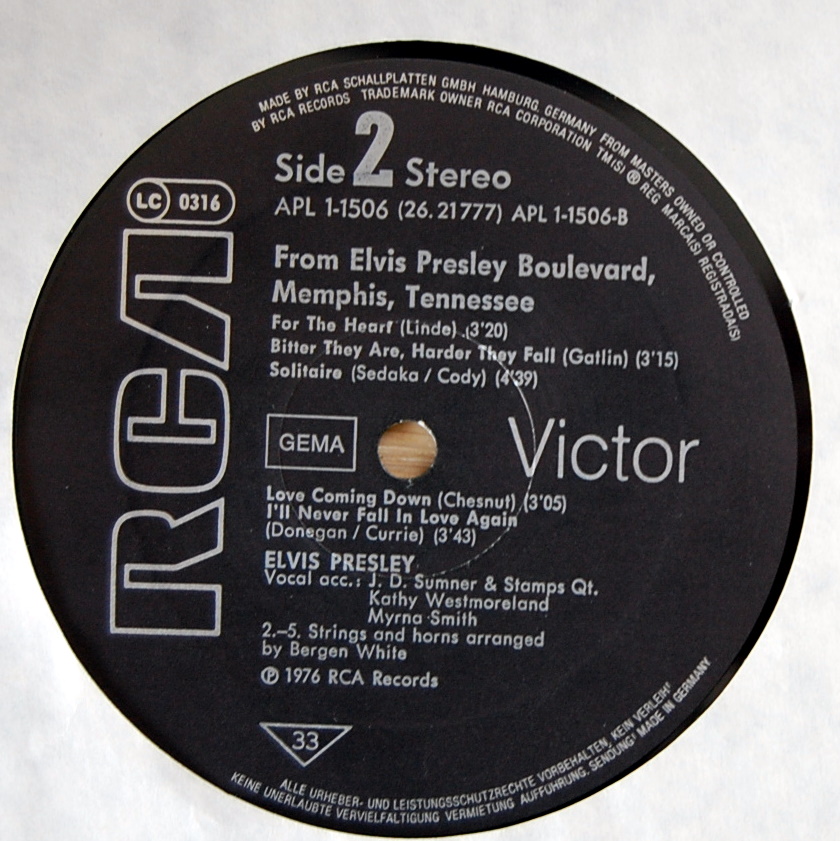 MADE BY RCA SCHALLPLATTEN GMBH HAMBURG, GERMANY FROM MASTERS OWNED OR CONTROLLED
BY RCA RECORDS TRADEMARK OWNER RCA CORPORATION TM(S) ® REG MARCA(S) REGISTRADA(S)
Side 2 Stereo
LC 0316
APL 1-1506 (26.21777) APL 1-1506-B
RCA
From Elvis Presley Boulevard,
Memphis, Tennessee
For The Heart (Linde) (3'20)
Bitter They Are, Harder They Fall (Gatlin) (3'15)
Solitaire (Sedaka / Cody) (4'39)
GEMA
Victor
Love Coming Down (Chesnut) (3'05)
I'll Never Fall In Love Again
(Donegan / Currie) (3'43)
ELVIS PRESLEY
Vocal acc.: J. D. Sumner & Stamps Qt.
Kathy Westmoreland
Myrna Smith
2.–5. Strings and horns arranged
by Bergen White
℗ 1976 RCA Records
33
ALLE URHEBER- UND LEISTUNGSSCHUTZRECHTE VORBEHALTEN, KEIN VERLEIH!
KEINE UNERLAUBTE VERVIELFÄLTIGUNG VERMIETUNG AUFFÜHRUNG, SENDUNG! MADE IN GERMANY